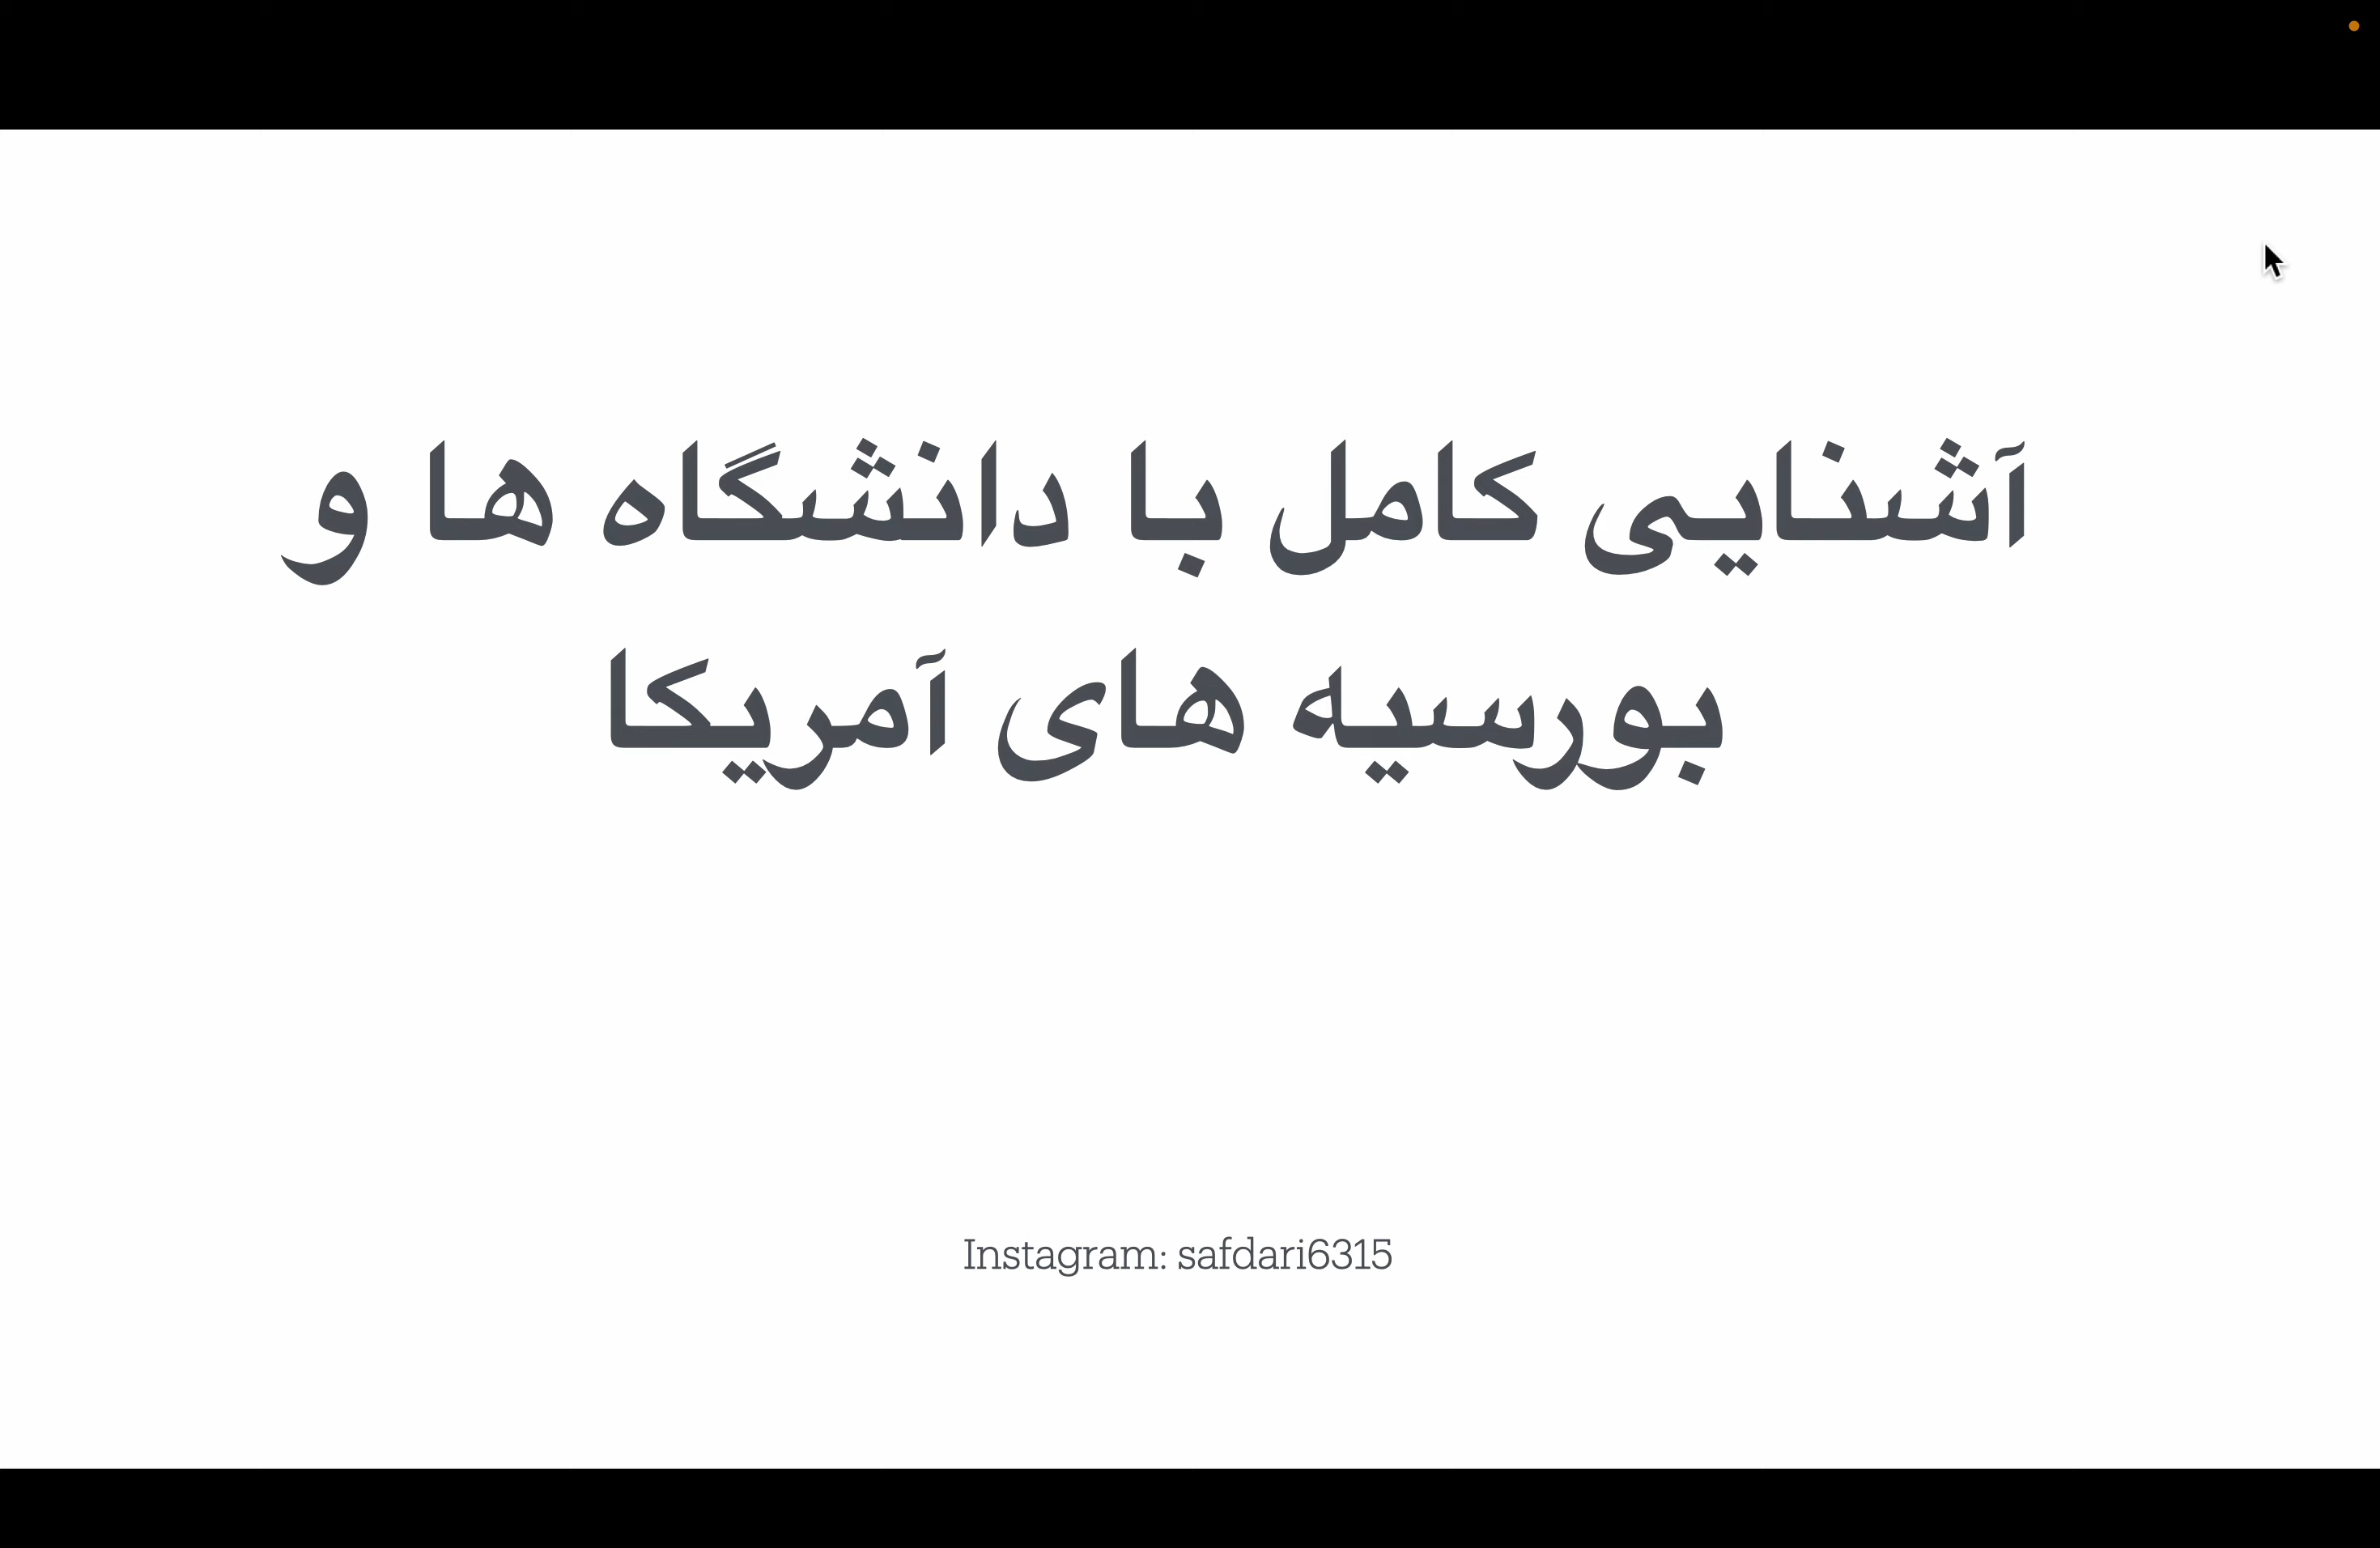 آشنایی کامل با دانشگاه ها و
بورسیه های آمریکا
Instagram: safdari6315